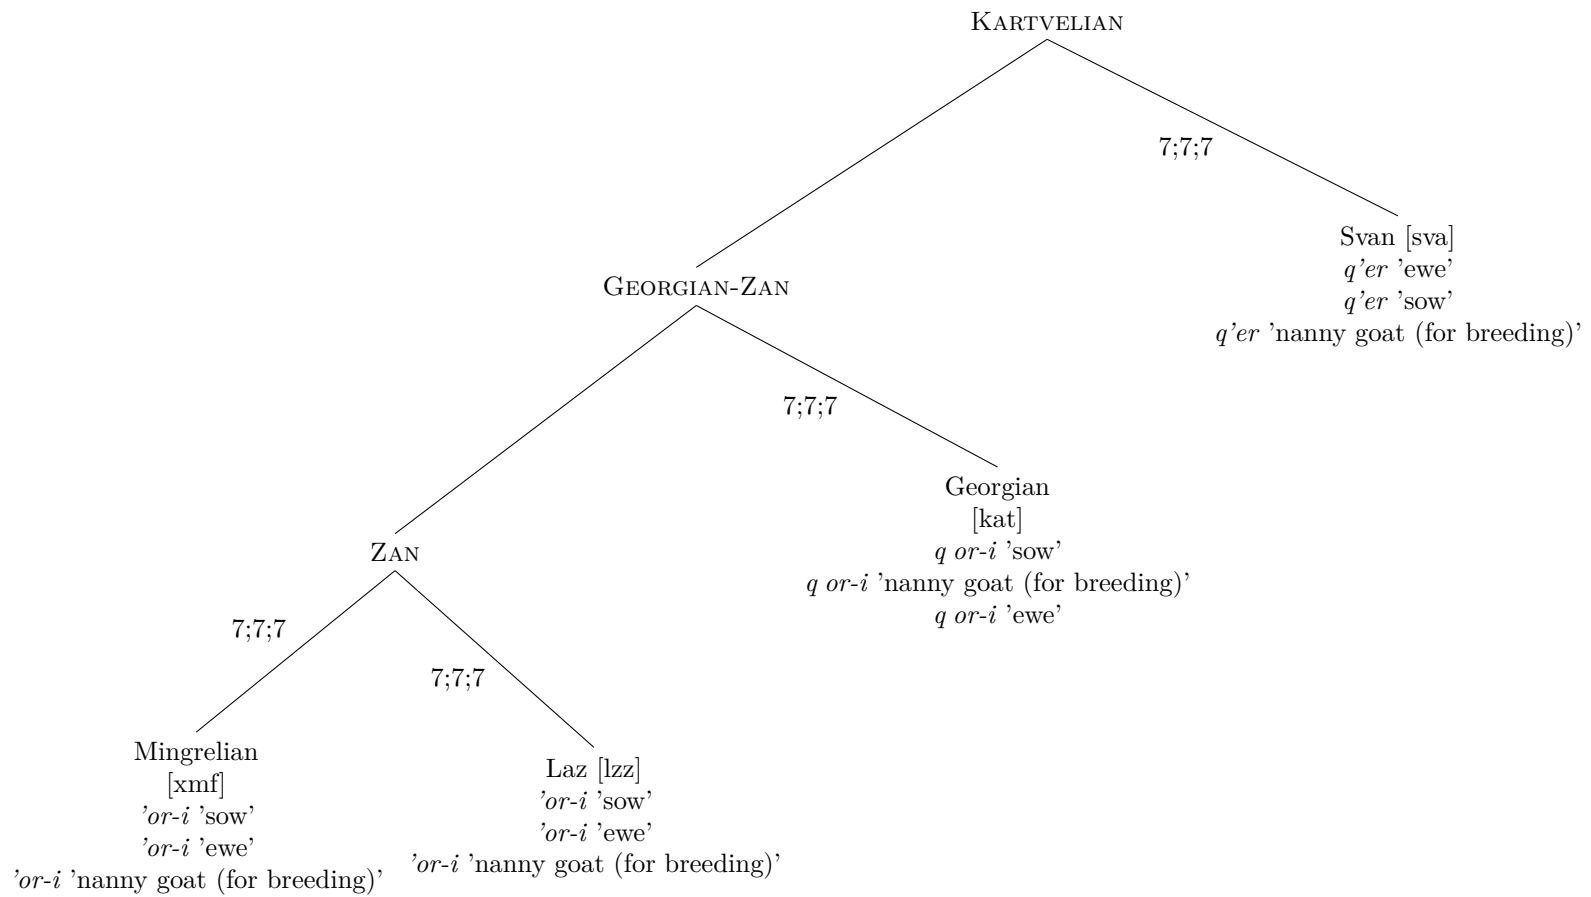 KARTVELIAN
7;7;7
Svan [sva]
q’er ’ewe’
q’er ’sow’
q’er ’nanny goat (for breeding)’
GEORGIAN-ZAN
7;7;7
Georgian
[kat]
q or-i ’sow’
q or-i ’nanny goat (for breeding)’
q or-i ’ewe’
ZAN
7;7;7
7;7;7
Mingrelian
[xmf]
’or-i ’sow’
’or-i ’ewe’
’or-i ’nanny goat (for breeding)’
Laz [lzz]
’or-i ’sow’
’or-i ’ewe’
’or-i ’nanny goat (for breeding)’